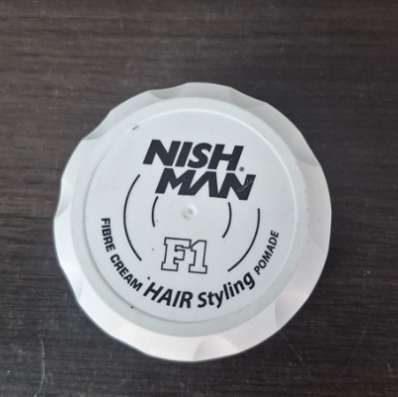 NISH
MAN®
F1
FIBRE CREAM HAIR Styling POMADE